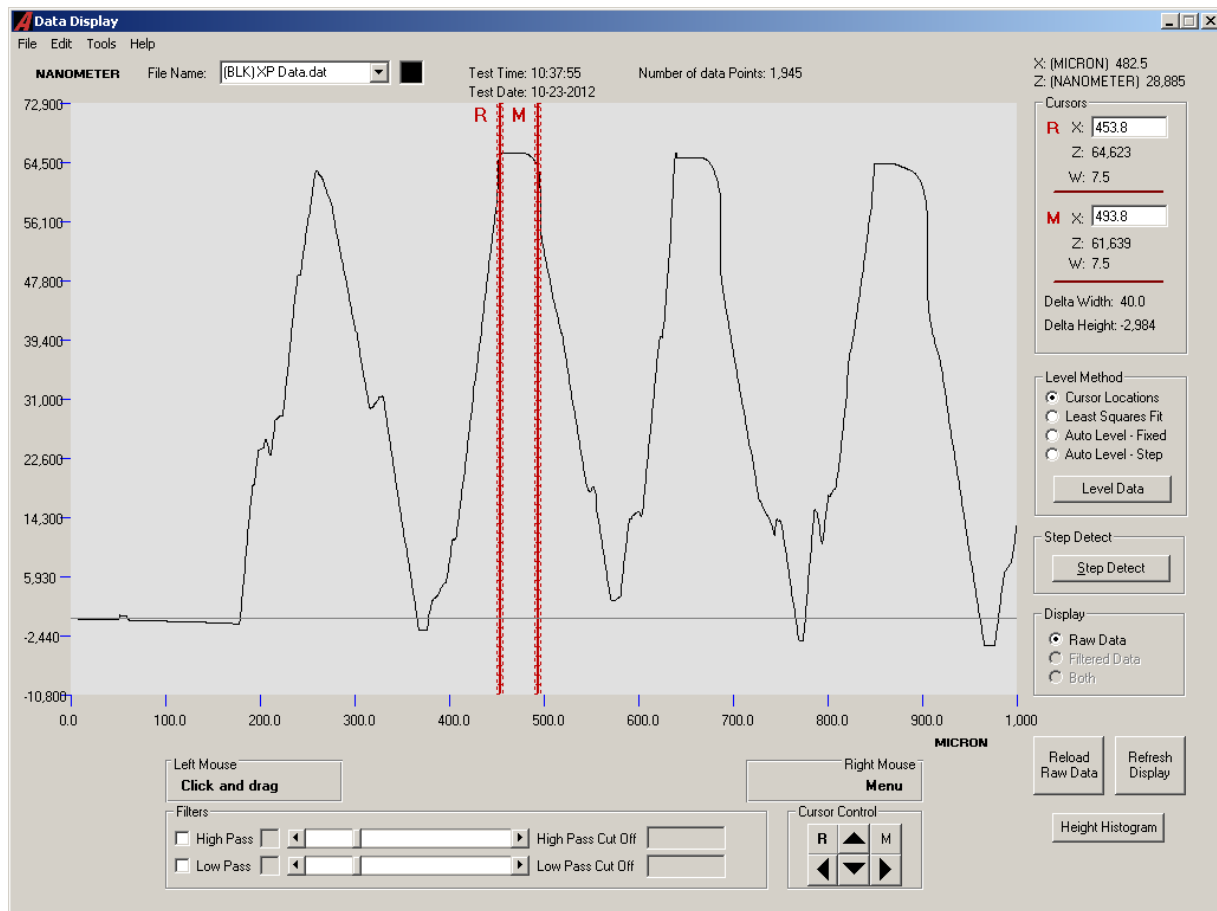 Data Display
File Edit Tools Help
NANOMETER File Name: (BLK) XP Data.dat Test Time: 10:37:55 Number of data Points: 1,945
Test Date: 10-23-2012
X: (MICRON) 482.5
Z: (NANOMETER) 28,885
72,900
64,500
56,100
47,800
39,400
31,000
22,600
14,300
5,930
-2,440
-10,800
R M
0.0 100.0 200.0 300.0 400.0 500.0 600.0 700.0 800.0 900.0 1,000
MICRON
Cursors
R X: 453.8
Z: 64,623
W: 7.5
M X: 493.8
Z: 61,639
W: 7.5
Delta Width: 40.0
Delta Height: -2,984
Level Method
Cursor Locations
Least Squares Fit
Auto Level - Fixed
Auto Level - Step
Level Data
Step Detect
Step Detect
Display
Raw Data
Filtered Data
Both
Reload Raw Data
Refresh Display
Height Histogram
Left Mouse
Click and drag
Right Mouse
Menu
Filters
High Pass High Pass Cut Off
Low Pass Low Pass Cut Off
Cursor Control
R M